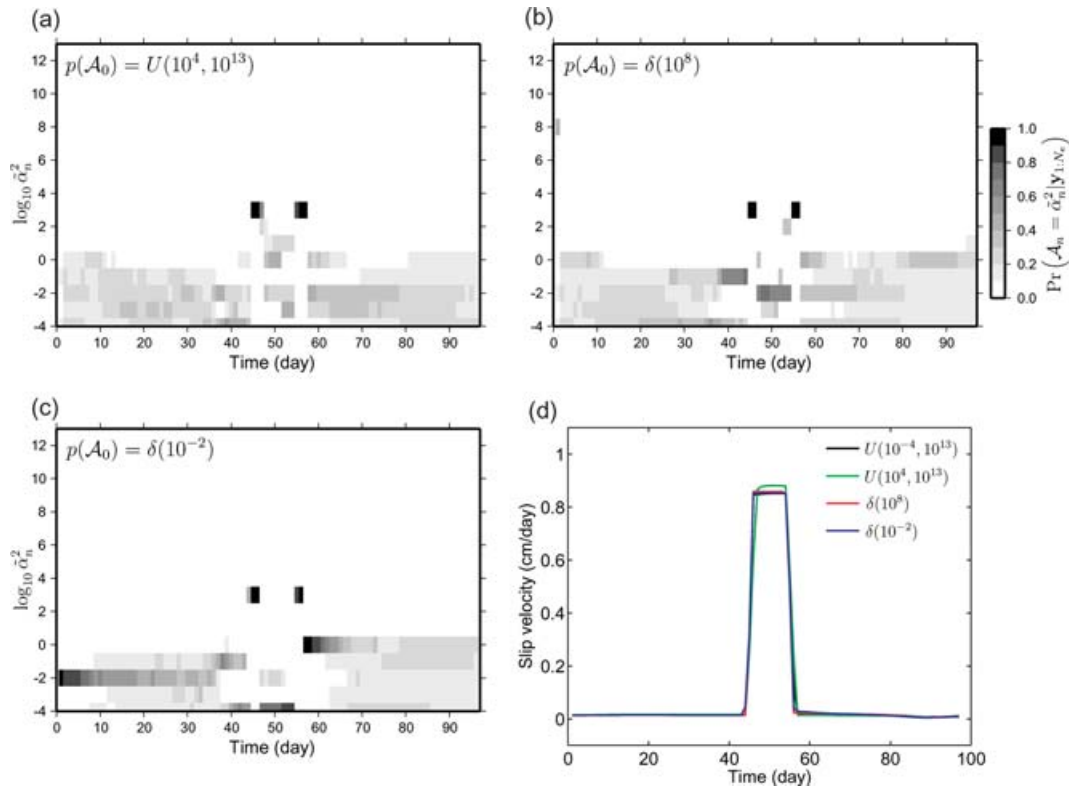 (a)
p(𝒜₀) = U(10⁴, 10¹³)
12
10
8
6
4
2
0
-2
-4
log₁₀ α̃ₙ²
0 10 20 30 40 50 60 70 80 90
Time (day)
(b)
p(𝒜₀) = δ(10⁸)
12
10
8
6
4
2
0
-2
-4
0 10 20 30 40 50 60 70 80 90
Time (day)
1.0
0.8
0.6
0.4
0.2
0.0
Pr (𝒜ₙ = α̃ₙ²|y₁:Nₑ)
(c)
p(𝒜₀) = δ(10⁻²)
12
10
8
6
4
2
0
-2
-4
log₁₀ α̃ₙ²
0 10 20 30 40 50 60 70 80 90
Time (day)
(d)
U(10⁻⁴, 10¹³)
U(10⁴, 10¹³)
δ(10⁸)
δ(10⁻²)
1
0.8
0.6
0.4
0.2
0
Slip velocity (cm/day)
0 20 40 60 80 100
Time (day)